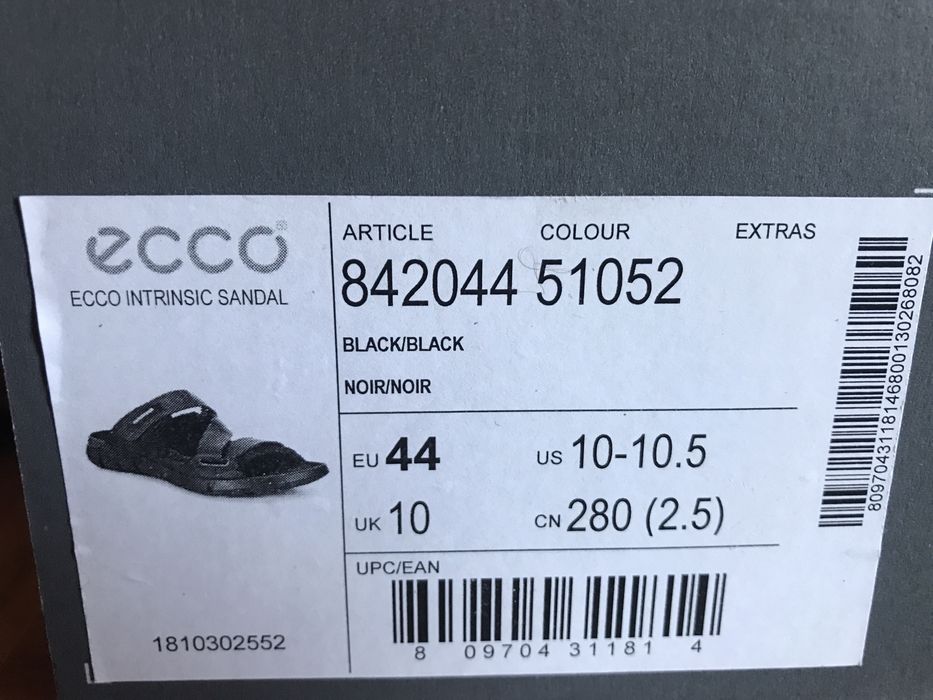 ecco®
ECCO INTRINSIC SANDAL
ARTICLE COLOUR EXTRAS
842044 51052
BLACK/BLACK
NOIR/NOIR
EU 44 US 10-10.5
UK 10 CN 280 (2.5)
UPC/EAN
8 09704 31181 4
1810302552
8097043118146800130268082